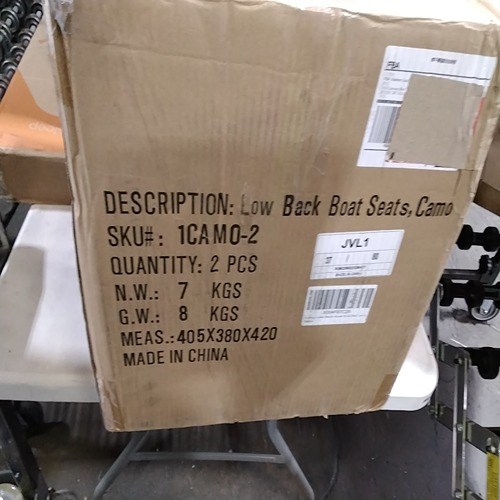 FBA
DESCRIPTION: Low Back Boat Seats, Camo
SKU#: 1CAMO-2
JVL1
QUANTITY: 2 PCS
N.W.: 7 KGS
G.W.: 8 KGS
MEAS.:405X380X420
MADE IN CHINA